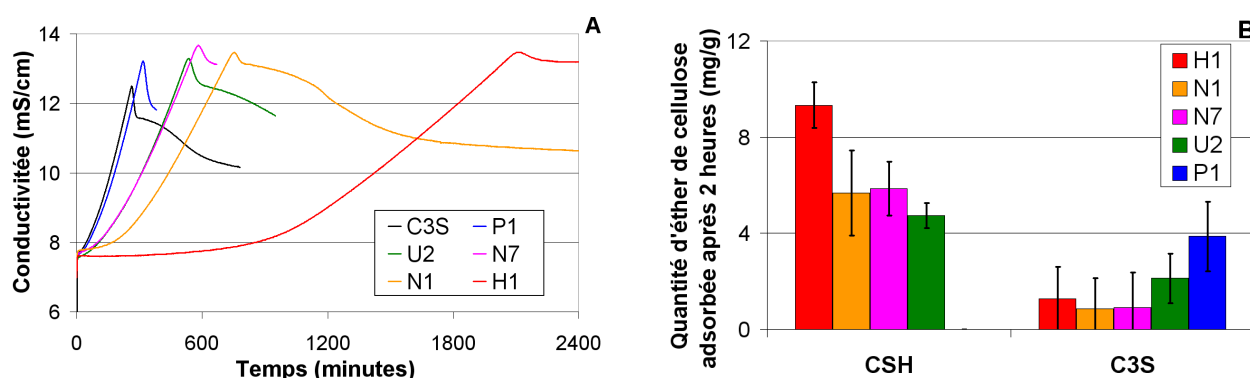 A
Conductivitée (mS/cm)
14
12
10
8
6
0
600
1200
1800
2400
Temps (minutes)
C3S
P1
U2
N7
N1
H1
B
Quantité d'éther de cellulose
adsorbée après 2 heures (mg/g)
12
8
4
0
CSH
C3S
H1
N1
N7
U2
P1